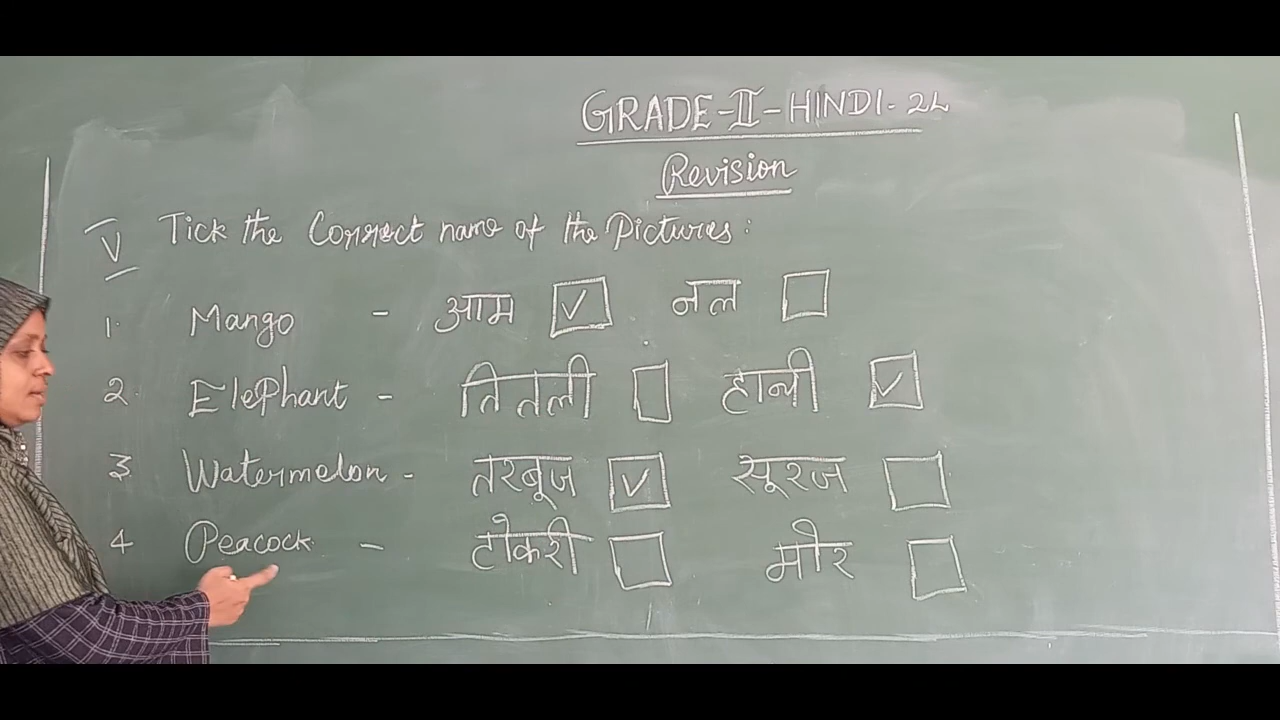 GRADE-II-HINDI-2L
Revision
V Tick the Correct name of the Pictures:
1. Mango - आम ☑ नल ☐
2. Elephant - तितली ☐ हाथी ☑
3. Watermelon - तरबूज ☑ सूरज ☐
4 Peacock - टोकरी ☐ मोर ☐